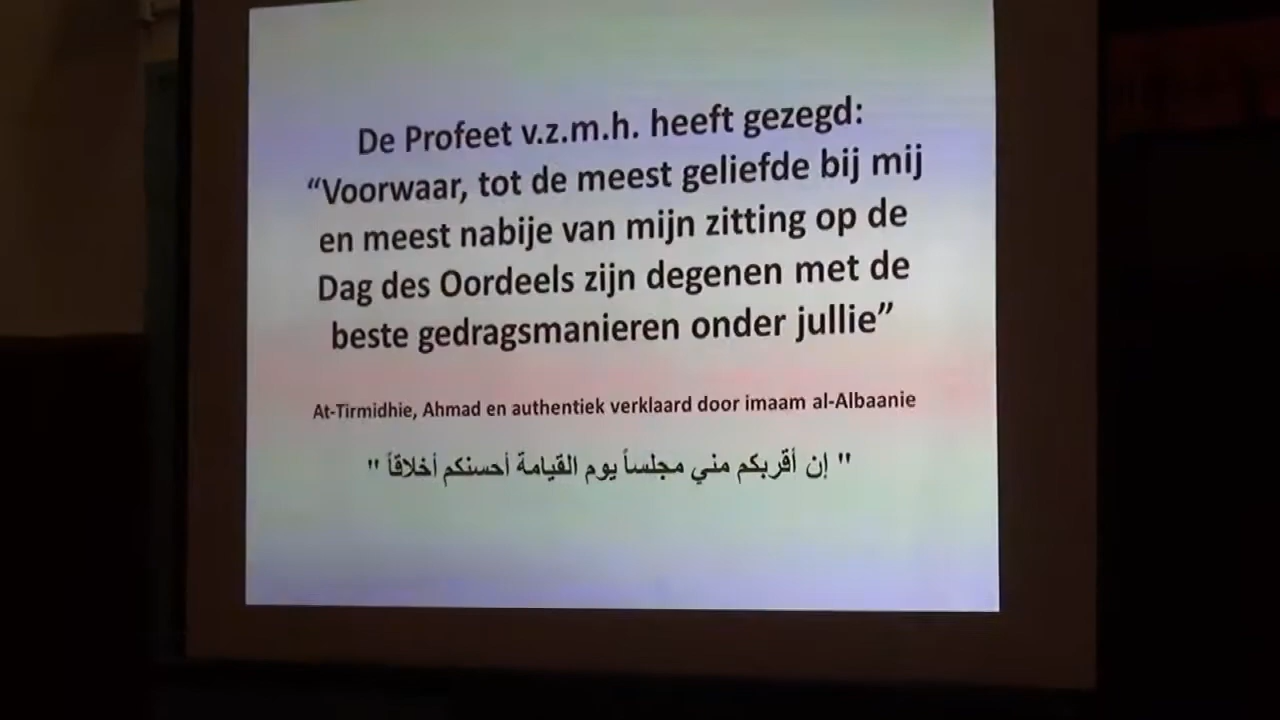 De Profeet v.z.m.h. heeft gezegd:
“Voorwaar, tot de meest geliefde bij mij
en meest nabije van mijn zitting op de
Dag des Oordeels zijn degenen met de
beste gedragsmanieren onder jullie”
At-Tirmidhie, Ahmad en authentiek verklaard door imaam al-Albaanie
" إن أقربكم مني مجلساً يوم القيامة أحسنكم أخلاقاً "